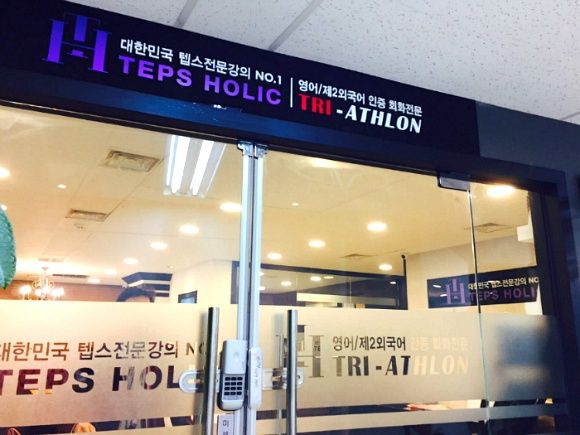 대한민국 텝스전문강의 NO.1
TEPS HOLIC
영어/제2외국어 인증 회화전문
TRI-ATHLON
대한민국 텝스전문강의 NO
TEPS HOLIC
대한민국 텝스전문강의 NO
TEPS HOL
영어/제2외국어 인증 회화전문
TRI-ATHLON